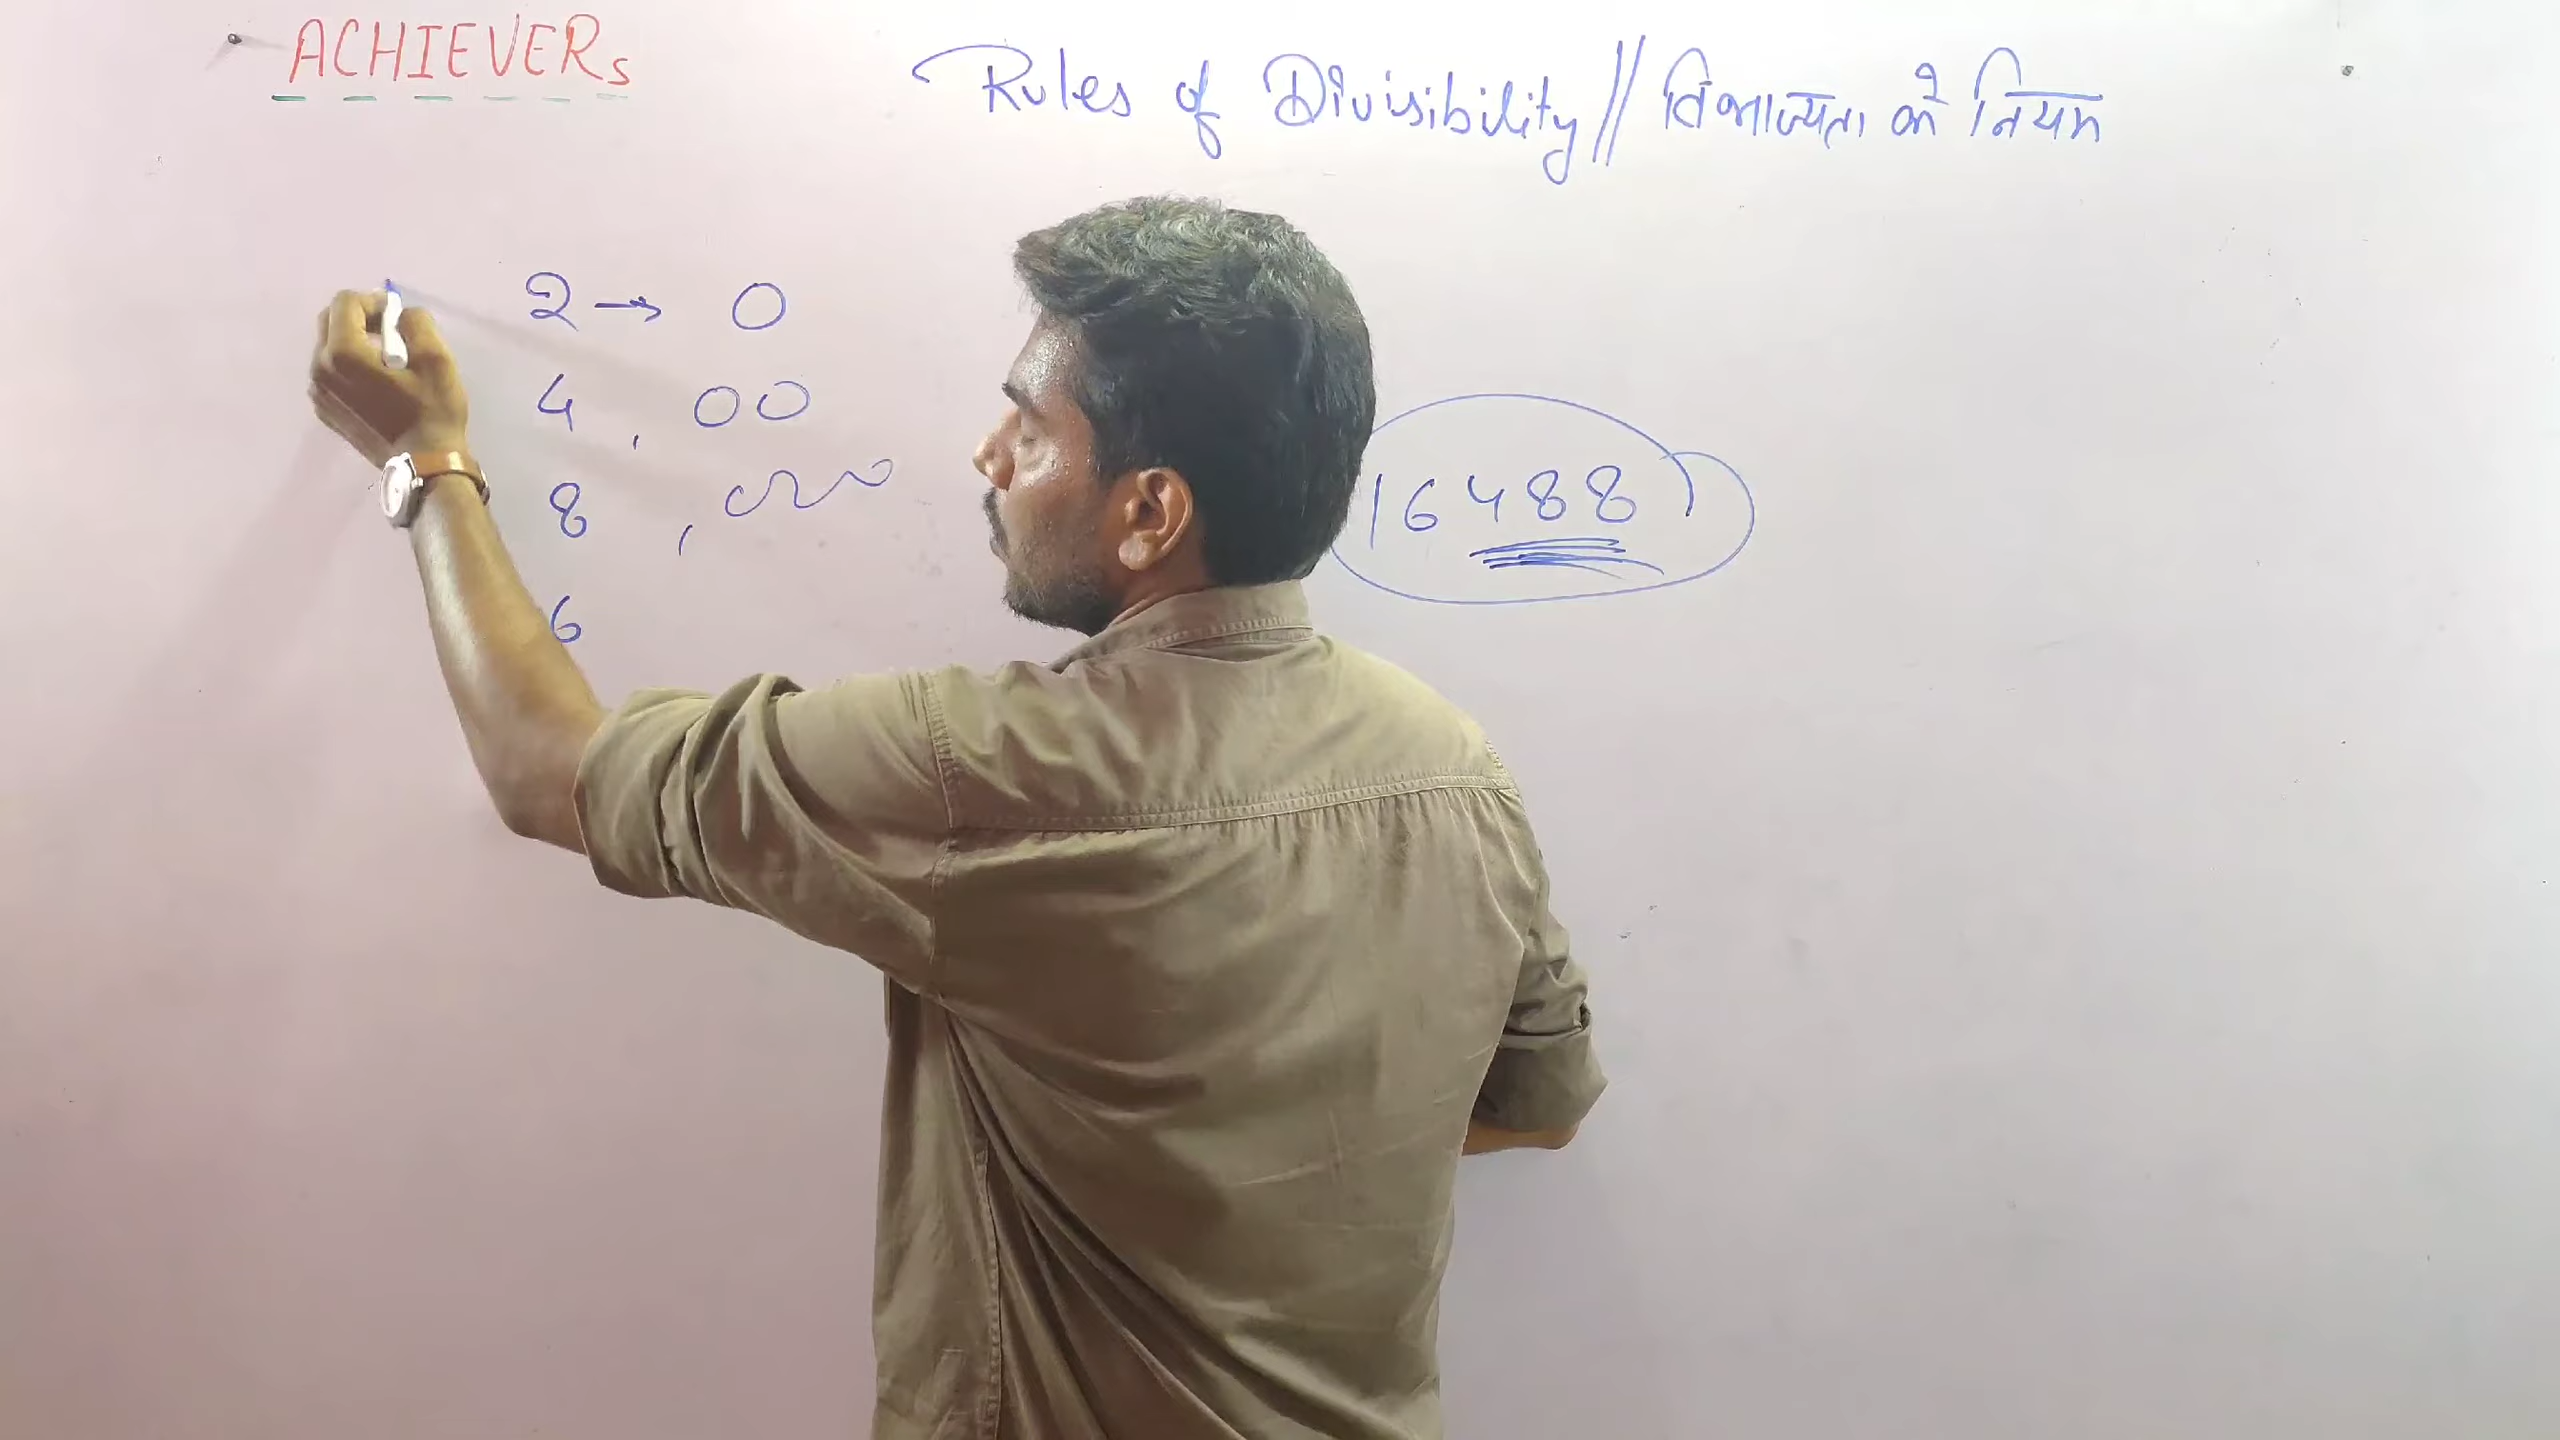 ACHIEVERs
Rules of Divisibility // विभाज्यता के नियम
2 → 0
4 , 00
8 , 000
16488
6